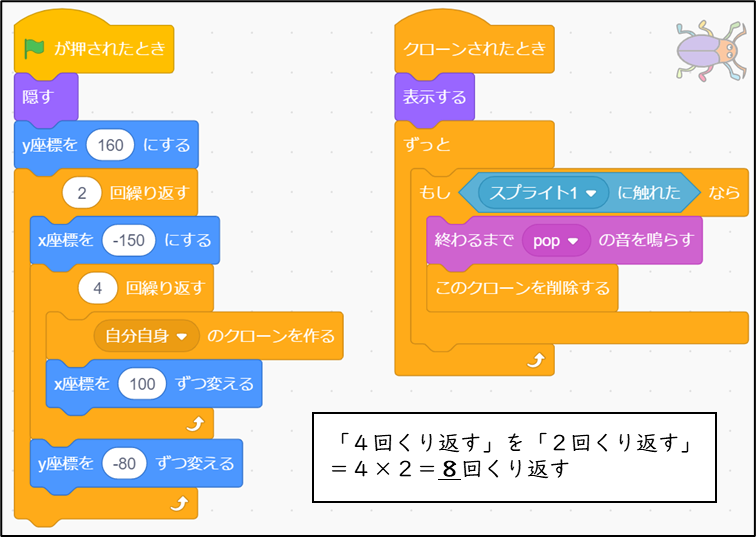 が押されたとき
隠す
y座標を 160 にする
2 回繰り返す
x座標を -150 にする
4 回繰り返す
自分自身 のクローンを作る
x座標を 100 ずつ変える
y座標を -80 ずつ変える
クローンされたとき
表示する
ずっと
もし スプライト1 に触れた なら
終わるまで pop の音を鳴らす
このクローンを削除する
「４回くり返す」を「２回くり返す」
＝４×２＝８回くり返す